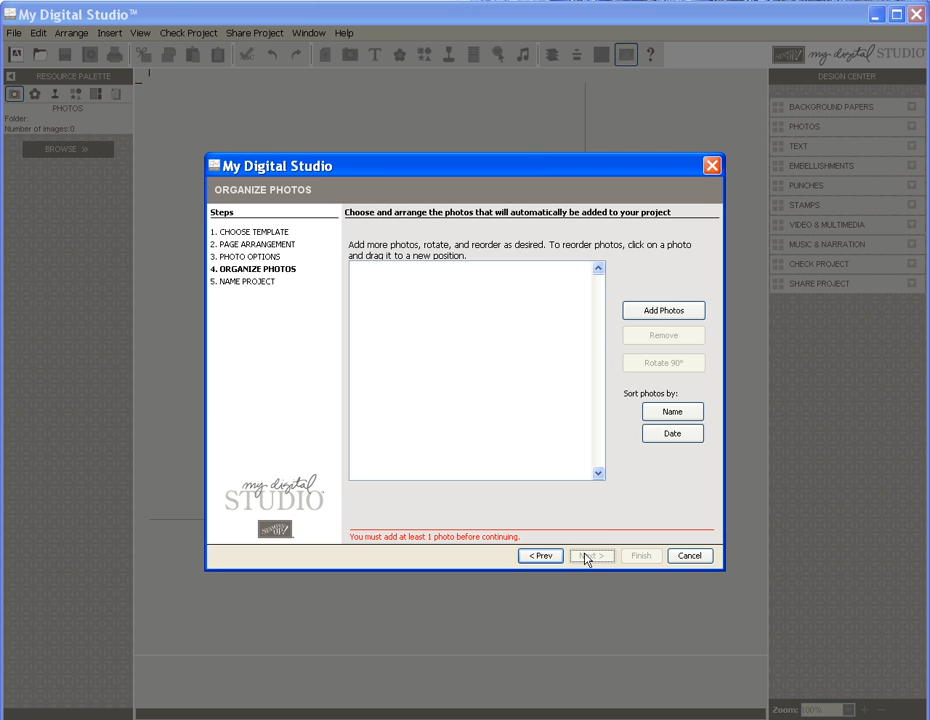 My Digital Studio™
File Edit Arrange Insert View Check Project Share Project Window Help
my digital STUDIO
RESOURCE PALETTE
PHOTOS
Folder:
Number of images:0
BROWSE »
DESIGN CENTER
BACKGROUND PAPERS
PHOTOS
TEXT
EMBELLISHMENTS
PUNCHES
STAMPS
VIDEO & MULTIMEDIA
MUSIC & NARRATION
CHECK PROJECT
SHARE PROJECT
My Digital Studio
ORGANIZE PHOTOS
Steps
1. CHOOSE TEMPLATE
2. PAGE ARRANGEMENT
3. PHOTO OPTIONS
4. ORGANIZE PHOTOS
5. NAME PROJECT
Choose and arrange the photos that will automatically be added to your project
Add more photos, rotate, and reorder as desired. To reorder photos, click on a photo
and drag it to a new position.
Add Photos
Remove
Rotate 90°
Sort photos by:
Name
Date
my digital
STUDIO
STAMPIN' UP!
You must add at least 1 photo before continuing.
< Prev
Next >
Finish
Cancel
Zoom: 100%